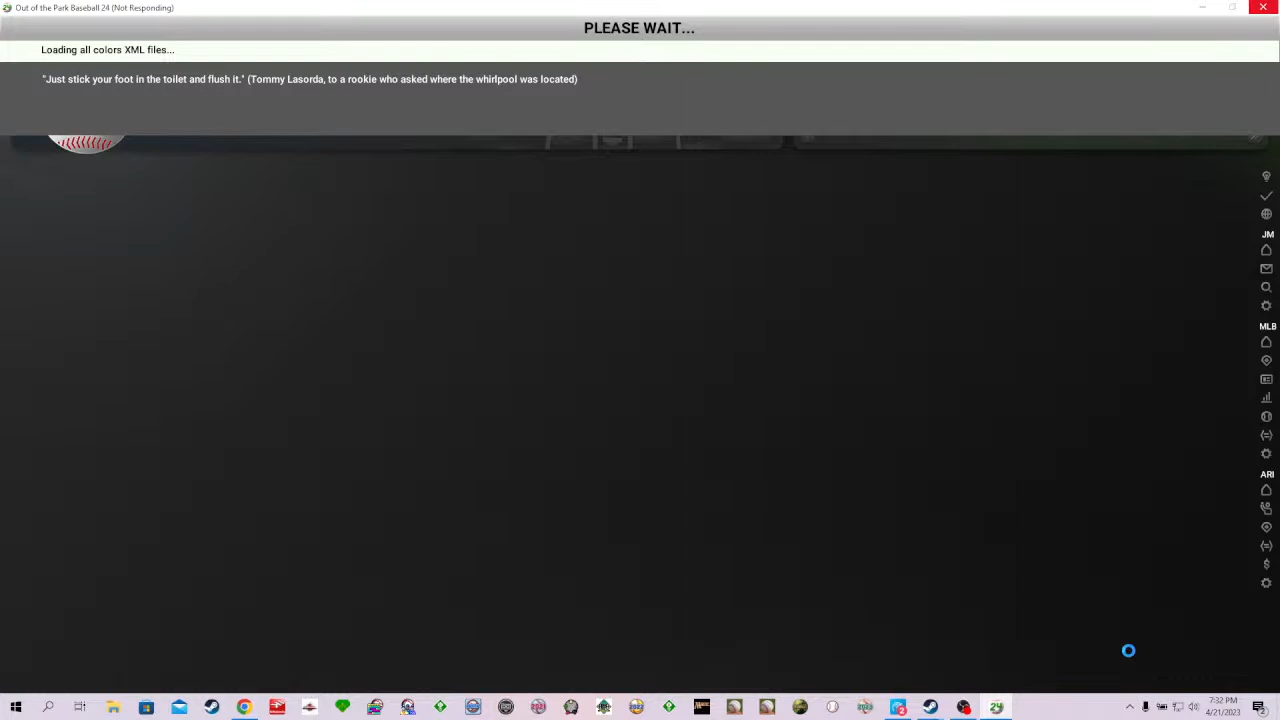 Out of the Park Baseball 24 (Not Responding)
PLEASE WAIT...
Loading all colors XML files...
"Just stick your foot in the toilet and flush it." (Tommy Lasorda, to a rookie who asked where the whirlpool was located)
JM
MLB
ARI
7:32 PM
4/21/2023